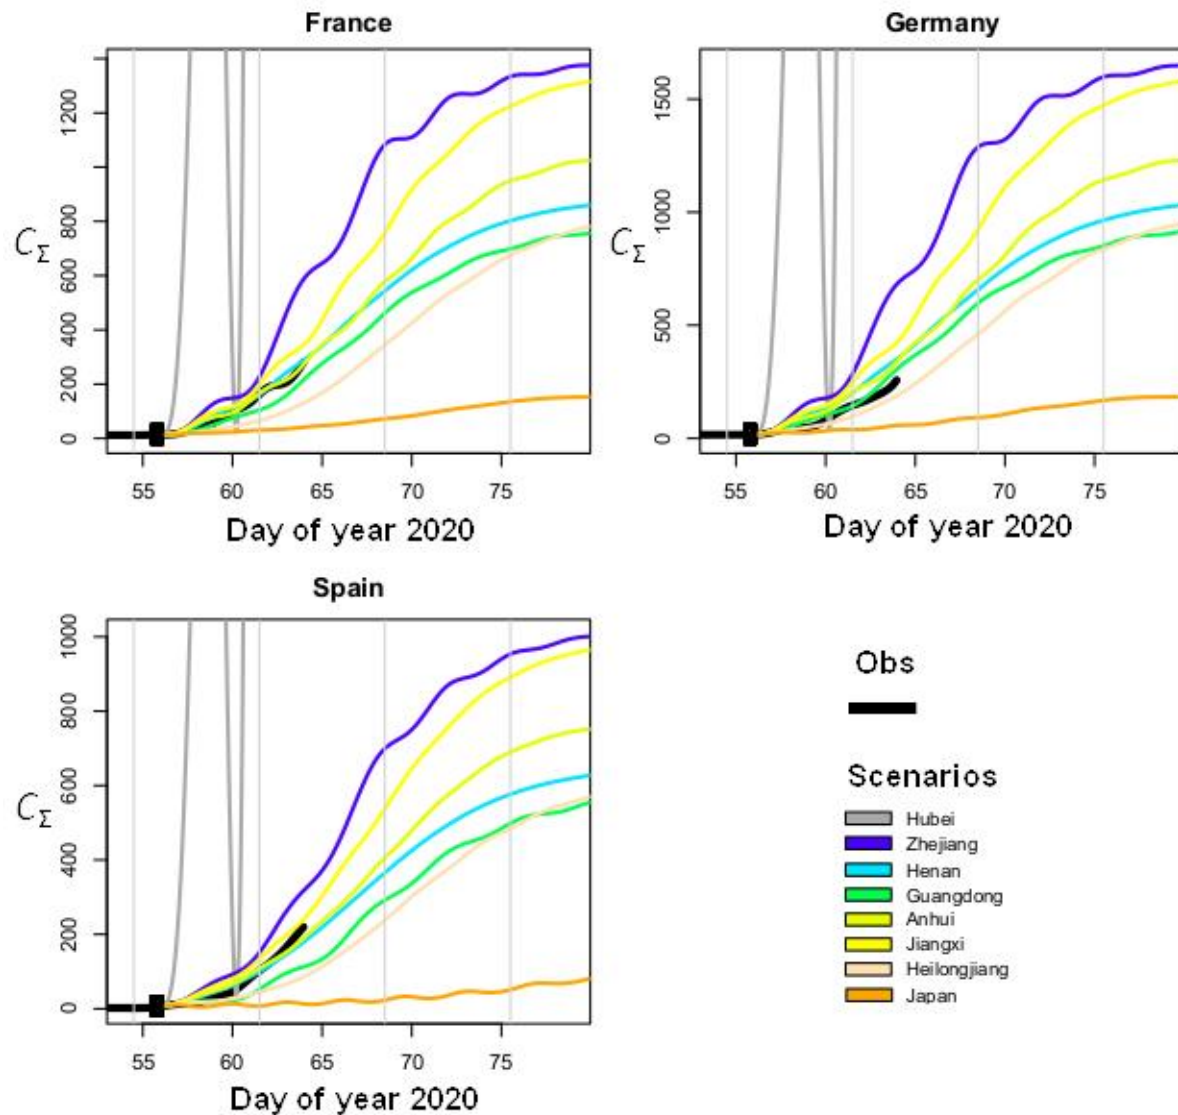 France
1200
800
600
400
200
0
C_Σ
55 60 65 70 75
Day of year 2020
Germany
1500
1000
500
0
C_Σ
55 60 65 70 75
Day of year 2020
Spain
1000
800
600
400
200
0
C_Σ
55 60 65 70 75
Day of year 2020
Obs
Scenarios
Hubei
Zhejiang
Henan
Guangdong
Anhui
Jiangxi
Heilongjiang
Japan